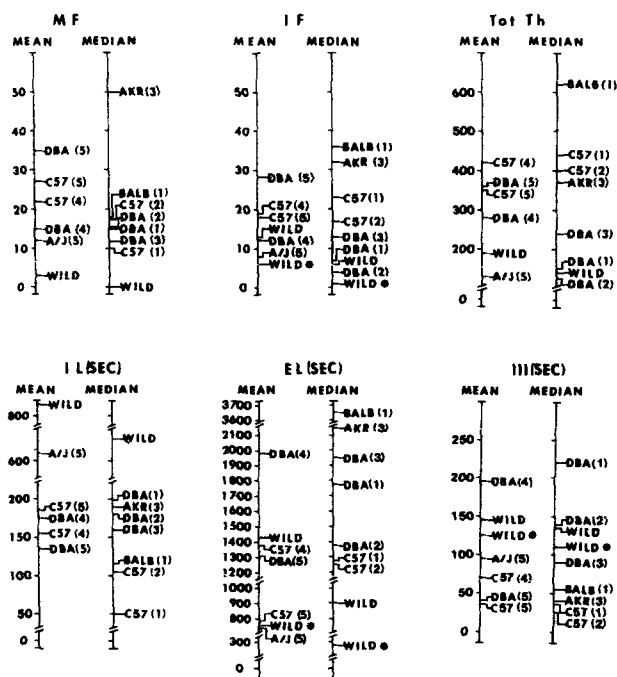 MF
MEAN MEDIAN
50
40
30
20
10
0
DBA (5)
C57 (5)
C57 (4)
DBA (4)
A/J (5)
WILD
AKR(3)
BALB (1)
C57 (2)
DBA (2)
DBA (1)
DBA (3)
C57 (1)
WILD
IF
MEAN MEDIAN
50
40
30
20
10
0
DBA (5)
C57(4)
C57(5)
WILD
DBA(4)
A/J(5)
WILD *
BALB (1)
AKR (3)
C57(1)
C57(2)
DBA(3)
DBA(1)
WILD
DBA(2)
WILD *
Tot Th
MEAN MEDIAN
600
500
400
300
200
0
C57(4)
DBA(5)
C57(5)
DBA(4)
WILD
A/J(5)
BALB (1)
C57(1)
C57(2)
AKR(3)
DBA(3)
DBA(1)
WILD
DBA(2)
IL(SEC)
MEAN MEDIAN
800
600
200
150
100
50
0
WILD
A/J(5)
C57(5)
DBA(4)
C57(4)
DBA(5)
WILD
DBA(1)
AKR(3)
DBA(2)
DBA(3)
BALB(1)
C57(2)
C57(1)
EL(SEC)
MEAN MEDIAN
3700
3600
2100
2000
1900
1800
1700
1600
1500
1400
1300
1200
1000
900
800
300
0
DBA(4)
WILD
C57(4)
DBA(5)
C57(5)
WILD *
A/J(5)
BALB(1)
AKR(3)
DBA(3)
DBA(1)
DBA(2)
C57(1)
C57(2)
WILD
WILD *
III(SEC)
MEAN MEDIAN
250
200
150
100
50
0
DBA(4)
WILD
WILD *
A/J(5)
C57(4)
DBA(5)
C57(5)
DBA(1)
DBA(2)
WILD
WILD *
DBA(3)
BALB(1)
AKR(3)
C57(1)
C57(2)